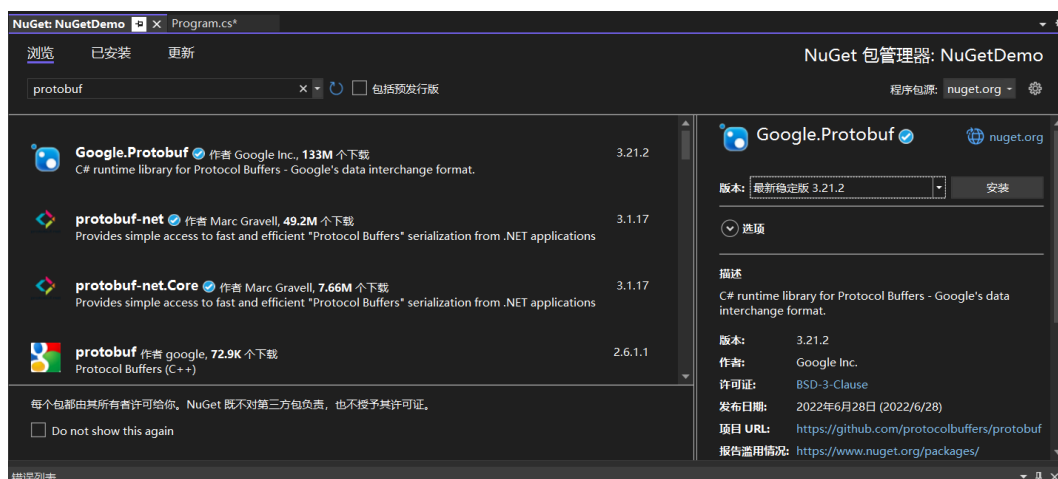 NuGet: NuGetDemo Program.cs*
浏览 已安装 更新 NuGet 包管理器: NuGetDemo
protobuf 包括预发行版 程序包源: nuget.org
Google.Protobuf 作者 Google Inc., 133M 个下载 3.21.2
C# runtime library for Protocol Buffers - Google's data interchange format.
protobuf-net 作者 Marc Gravell, 49.2M 个下载 3.1.17
Provides simple access to fast and efficient "Protocol Buffers" serialization from .NET applications
protobuf-net.Core 作者 Marc Gravell, 7.66M 个下载 3.1.17
Provides simple access to fast and efficient "Protocol Buffers" serialization from .NET applications
protobuf 作者 google, 72.9K 个下载 2.6.1.1
Protocol Buffers (C++)
每个包都由其所有者许可给你。NuGet 既不对第三方包负责，也不授予其许可证。
Do not show this again
Google.Protobuf nuget.org
版本: 最新稳定版 3.21.2 安装
选项
描述
C# runtime library for Protocol Buffers - Google's data
interchange format.
版本: 3.21.2
作者: Google Inc.
许可证: BSD-3-Clause
发布日期: 2022年6月28日 (2022/6/28)
项目 URL: https://github.com/protocolbuffers/protobuf
报告滥用情况: https://www.nuget.org/packages/
错误列表